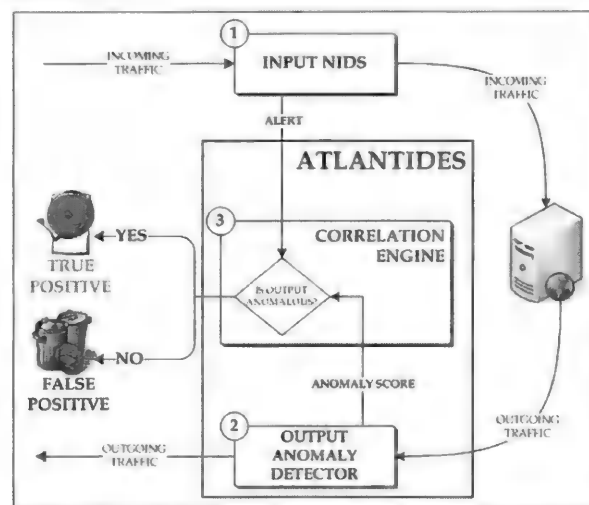 1
INPUT NIDS
INCOMING
TRAFFIC
INCOMING
TRAFFIC
ALERT
ATLANTIDES
3
CORRELATION
ENGINE
YES
TRUE
POSITIVE
IS OUTPUT
ANOMALOUS?
NO
FALSE
POSITIVE
ANOMALY SCORE
2
OUTPUT
ANOMALY
DETECTOR
OUTGOING
TRAFFIC
OUTGOING
TRAFFIC